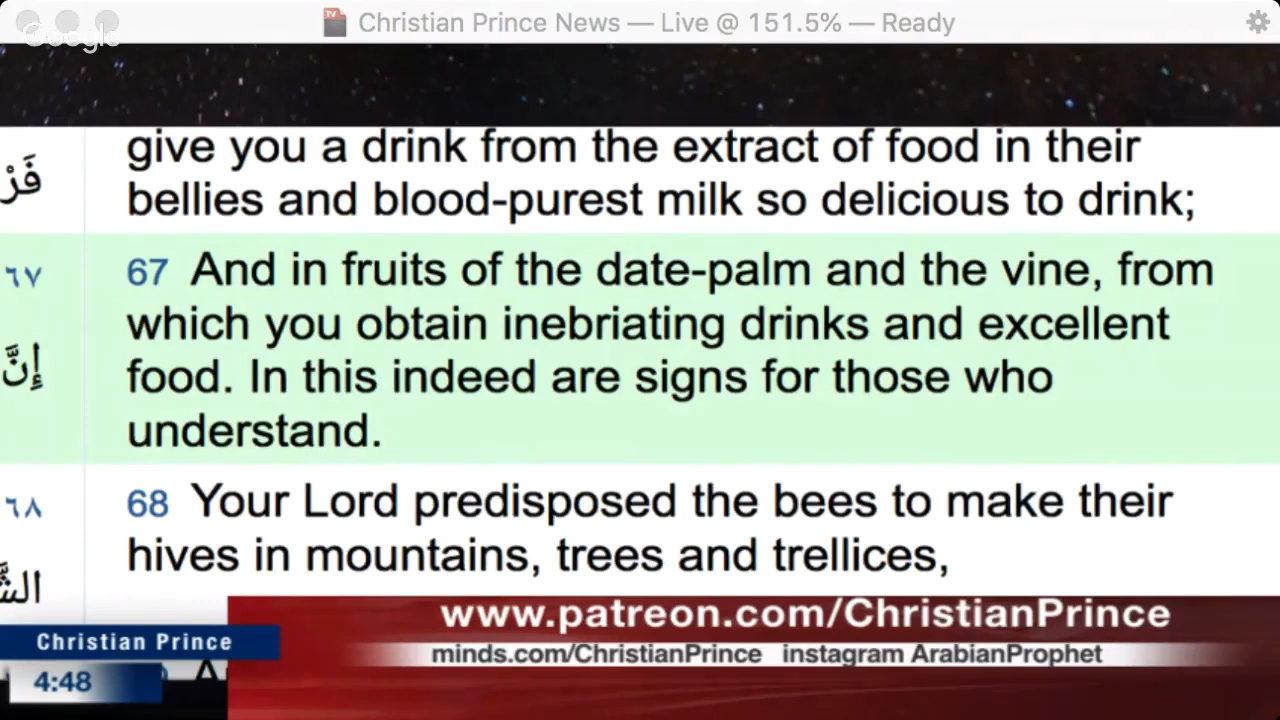 Christian Prince News — Live @ 151.5% — Ready
Google
give you a drink from the extract of food in their
فَرْ
bellies and blood-purest milk so delicious to drink;
٦٧
67 And in fruits of the date-palm and the vine, from
which you obtain inebriating drinks and excellent
إِنَّ
food. In this indeed are signs for those who
understand.
٦٨
68 Your Lord predisposed the bees to make their
hives in mountains, trees and trellices,
www.patreon.com/ChristianPrince
Christian Prince
minds.com/ChristianPrince instagram ArabianProphet
4:48